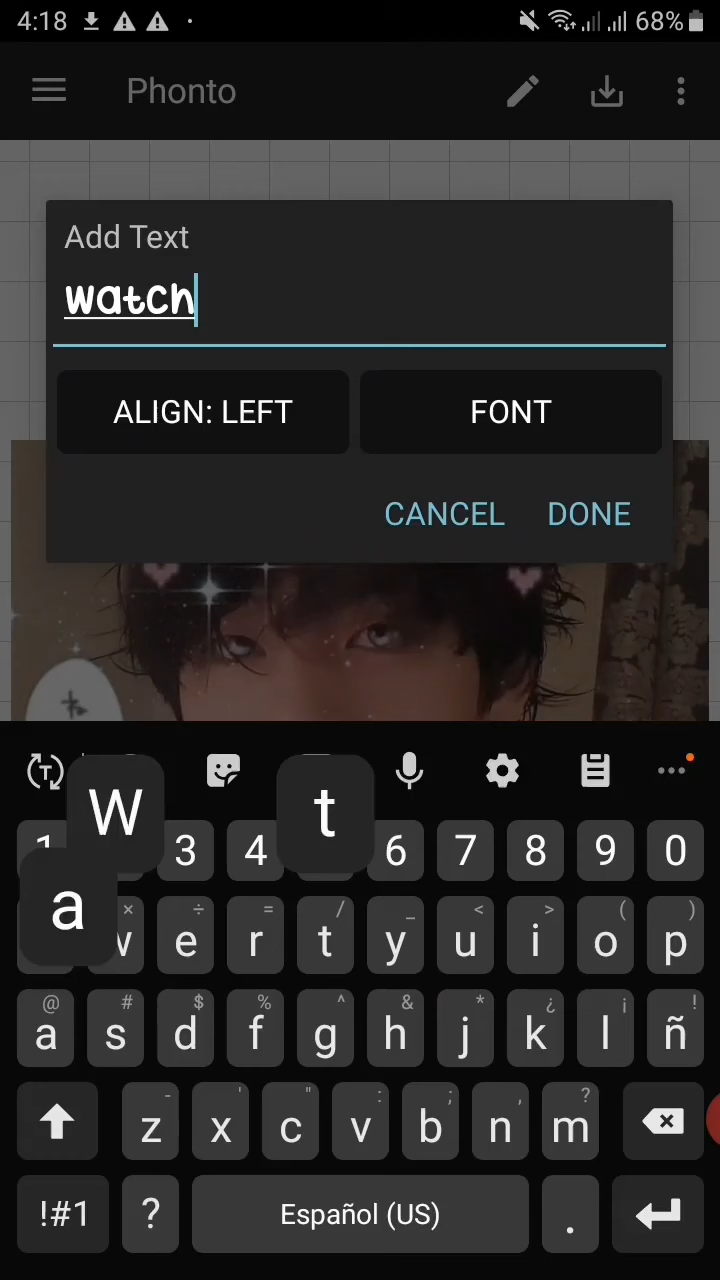 4:18 68%
Phonto
Add Text
watch
ALIGN: LEFT FONT
CANCEL DONE
W t
1 3 4 6 7 8 9 0
a
× ÷ = / _ < > ( )
w e r t y u i o p
@ # $ % ^ & * ¿ ¡ !
a s d f g h j k l ñ
- ' " : ; , ?
z x c v b n m
!#1 ? Español (US) .